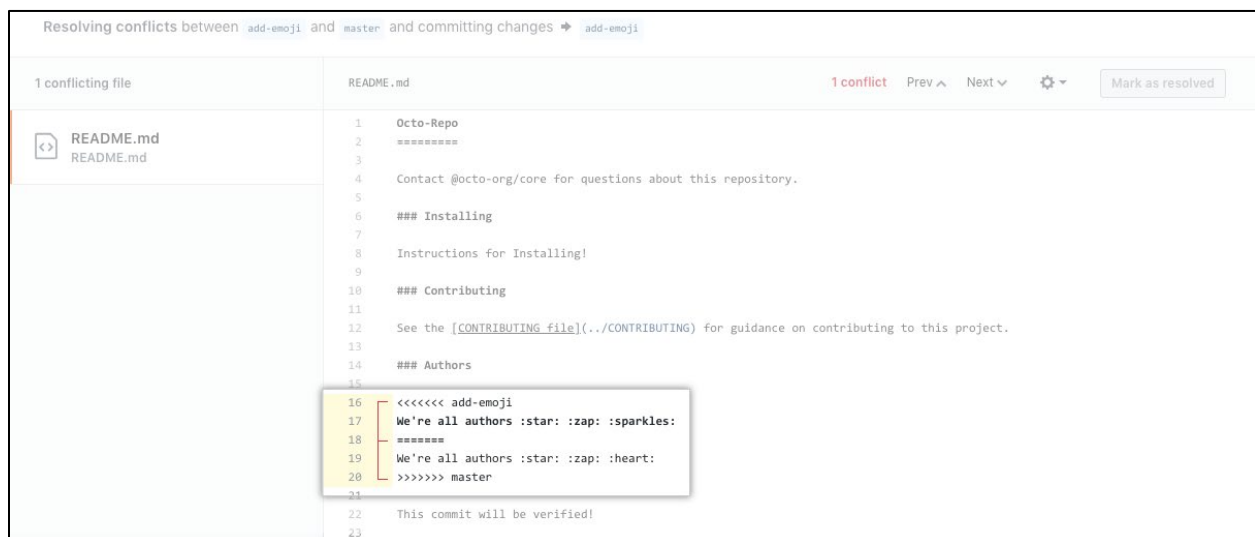 Resolving conflicts between add-emoji and master and committing changes → add-emoji
1 conflicting file
README.md
README.md
README.md
1 conflict Prev Next Mark as resolved
1 Octo-Repo
2 =========
3
4 Contact @octo-org/core for questions about this repository.
5
6 ### Installing
7
8 Instructions for Installing!
9
10 ### Contributing
11
12 See the [CONTRIBUTING file](../CONTRIBUTING) for guidance on contributing to this project.
13
14 ### Authors
15
16 <<<<<<< add-emoji
17 We're all authors :star: :zap: :sparkles:
18 =======
19 We're all authors :star: :zap: :heart:
20 >>>>>>> master
21
22 This commit will be verified!
23